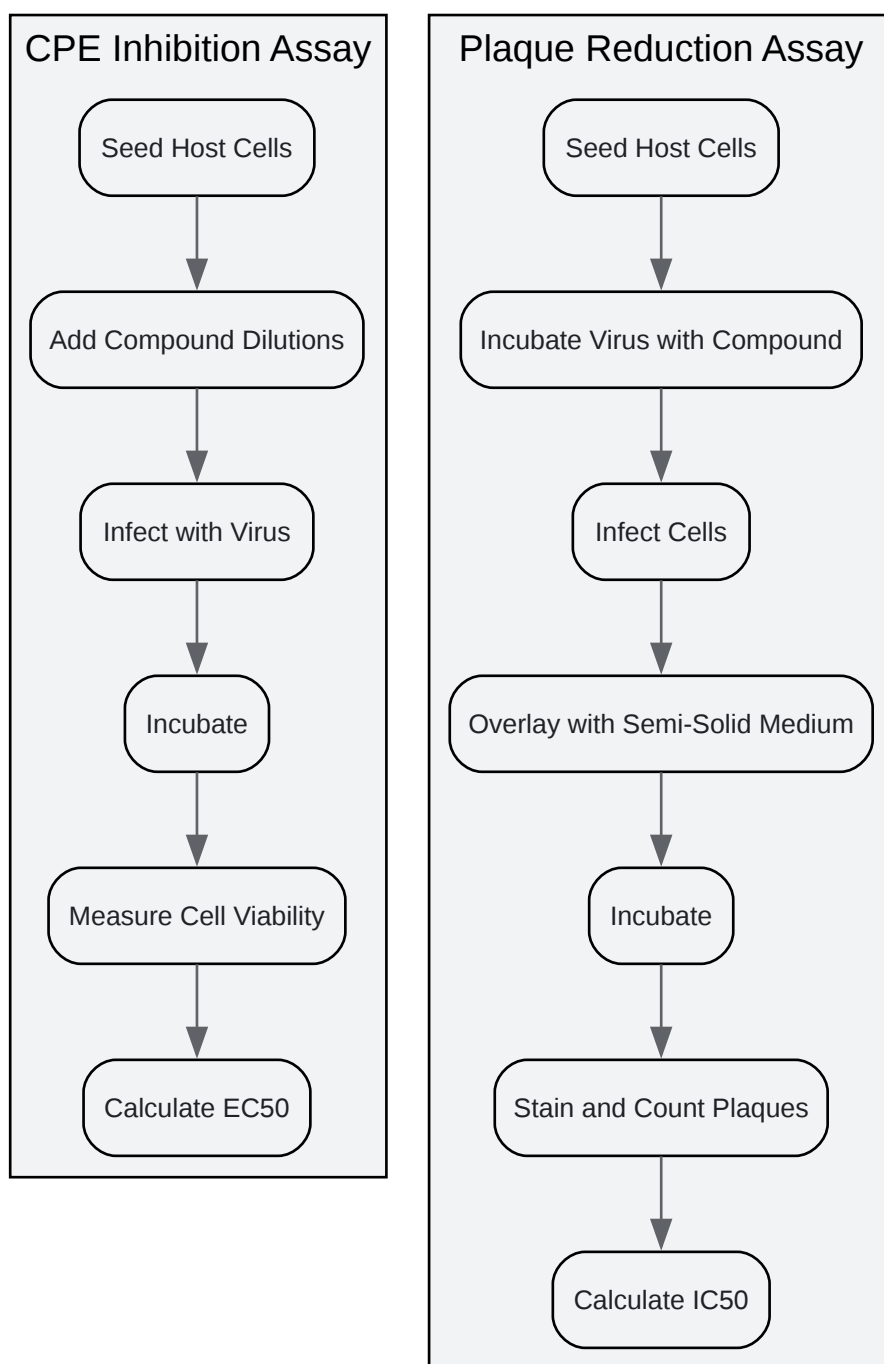 CPE Inhibition Assay
Seed Host Cells
Add Compound Dilutions
Infect with Virus
Incubate
Measure Cell Viability
Calculate EC50
Plaque Reduction Assay
Seed Host Cells
Incubate Virus with Compound
Infect Cells
Overlay with Semi-Solid Medium
Incubate
Stain and Count Plaques
Calculate IC50